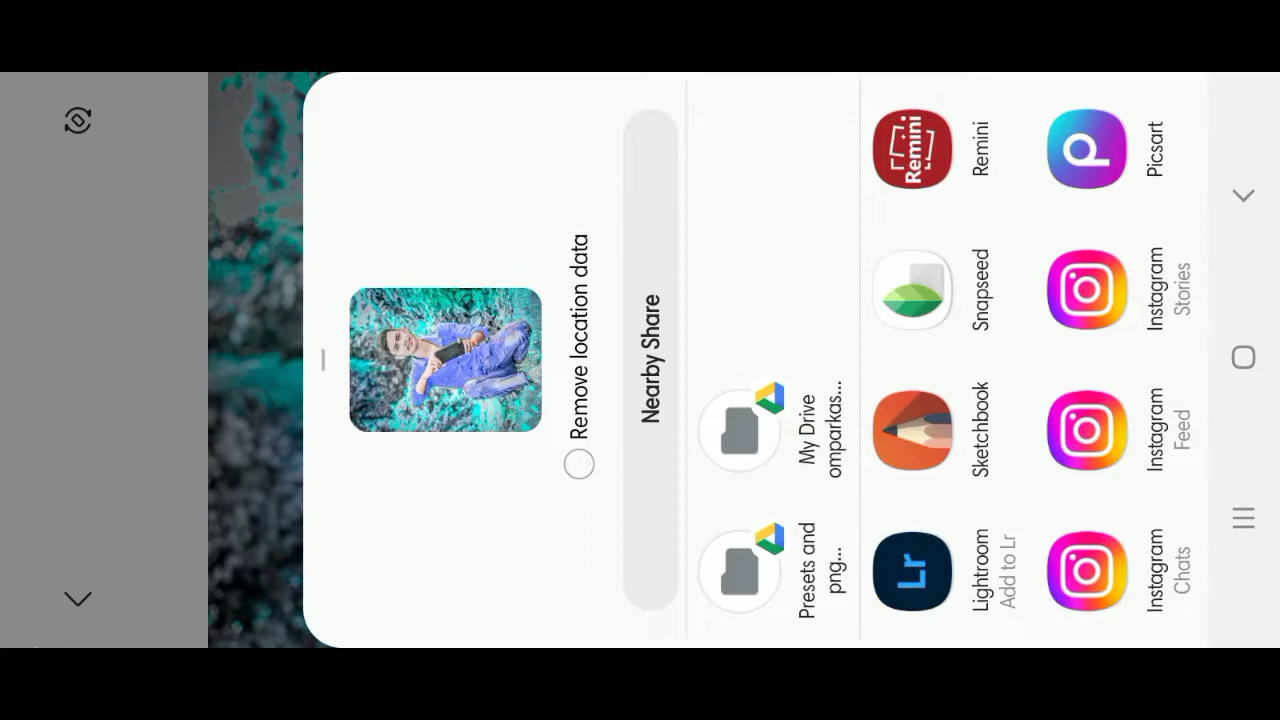 Remove location data
Nearby Share
Presets and
png...
My Drive
omparkas...
Lr
Lightroom
Add to Lr
Sketchbook
Snapseed
Remini
Remini
Instagram
Chats
Instagram
Feed
Instagram
Stories
Picsart